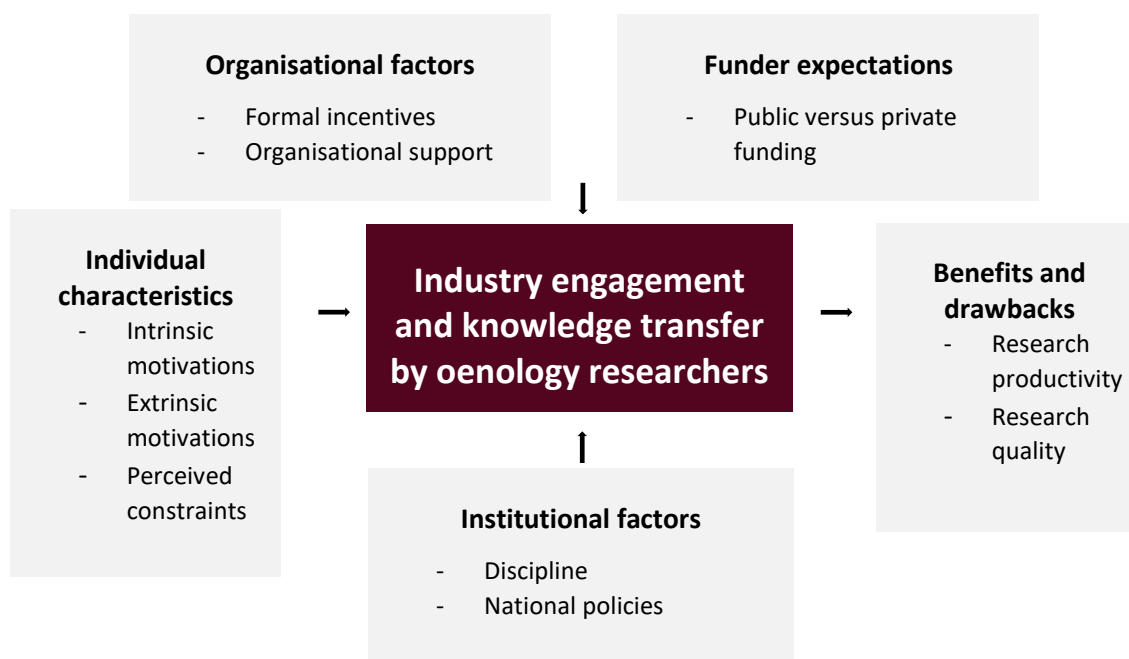 Organisational factors
- Formal incentives
- Organisational support
Funder expectations
- Public versus private
funding
Individual
characteristics
- Intrinsic
motivations
- Extrinsic
motivations
- Perceived
constraints
Industry engagement
and knowledge transfer
by oenology researchers
Benefits and
drawbacks
- Research
productivity
- Research
quality
Institutional factors
- Discipline
- National policies